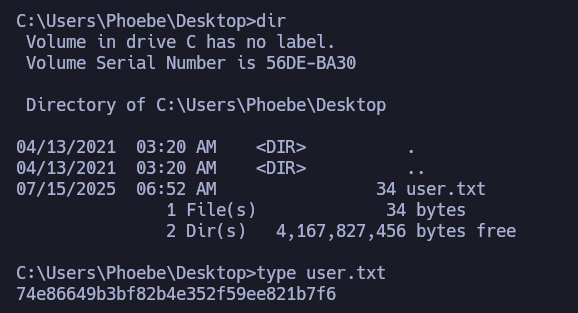 C:\Users\Phoebe\Desktop>dir
 Volume in drive C has no label.
 Volume Serial Number is 56DE-BA30

 Directory of C:\Users\Phoebe\Desktop

04/13/2021  03:20 AM    <DIR>          .
04/13/2021  03:20 AM    <DIR>          ..
07/15/2025  06:52 AM                34 user.txt
               1 File(s)             34 bytes
               2 Dir(s)   4,167,827,456 bytes free

C:\Users\Phoebe\Desktop>type user.txt
74e86649b3bf82b4e352f59ee821b7f6